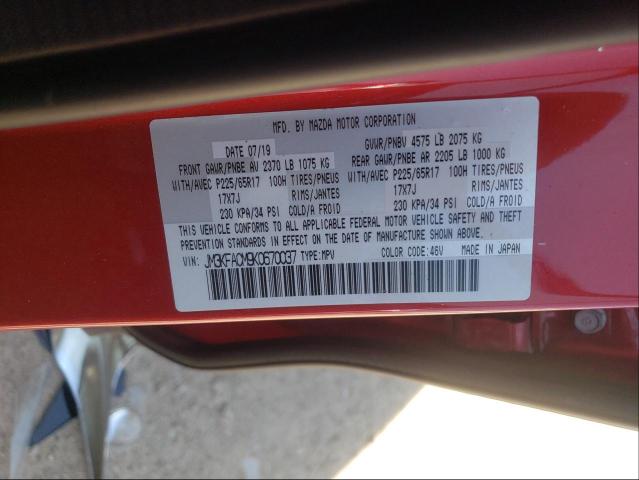 MFD. BY MAZDA MOTOR CORPORATION
DATE 07/19 GVWR/PNBV 4575 LB 2075 KG
FRONT GAWR/PNBE AV 2370 LB 1075 KG REAR GAWR/PNBE AR 2205 LB 1000 KG
WITH/AVEC P225/65R17 100H TIRES/PNEUS WITH/AVEC P225/65R17 100H TIRES/PNEUS
17X7J RIMS/JANTES 17X7J RIMS/JANTES
230 KPA/34 PSI COLD/A FROID 230 KPA/34 PSI COLD/A FROID
THIS VEHICLE CONFORMS TO ALL APPLICABLE FEDERAL MOTOR VEHICLE SAFETY AND THEFT
PREVENTION STANDARDS IN EFFECT ON THE DATE OF MANUFACTURE SHOWN ABOVE.
VIN: JM3KFACM9K0670037 TYPE:MPV COLOR CODE:46V MADE IN JAPAN